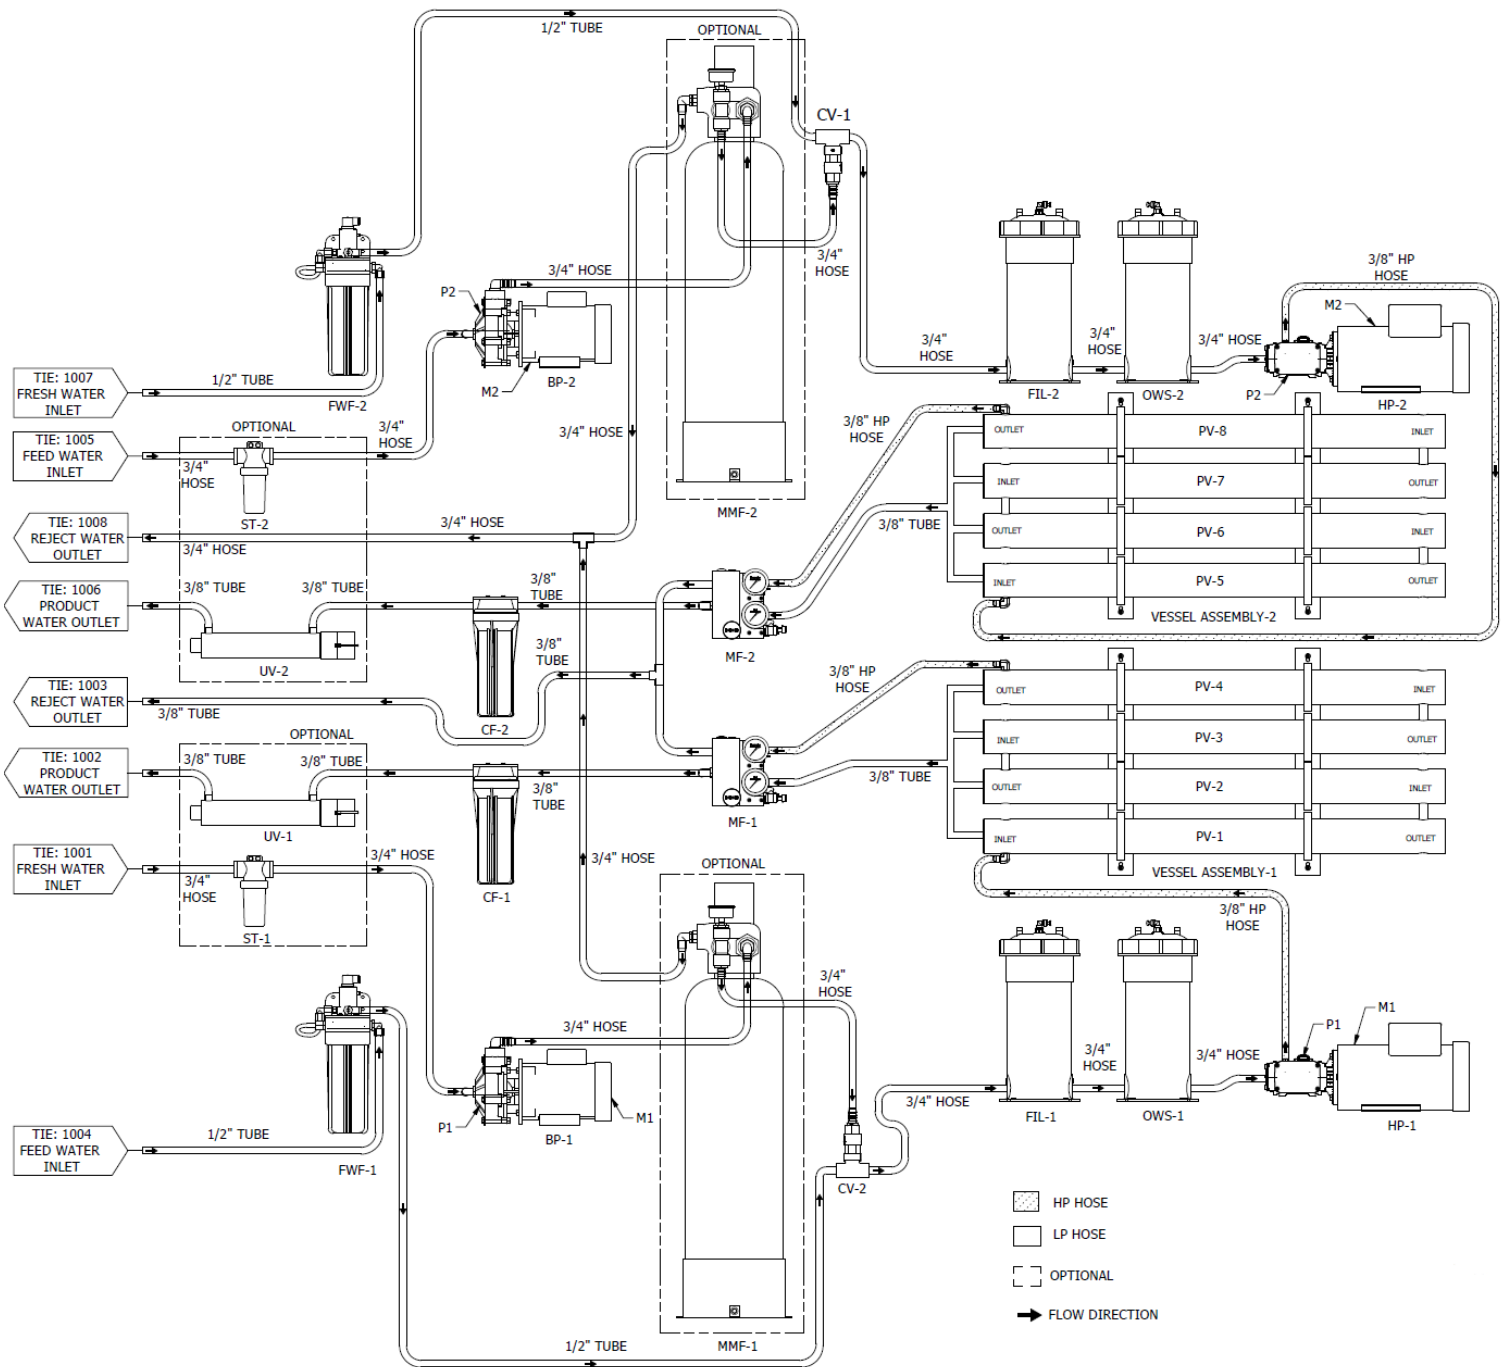 1/2" TUBE
OPTIONAL
CV-1
3/4"
HOSE
3/4" HOSE
P2
M2
BP-2
FWF-2
1/2" TUBE
TIE: 1007
FRESH WATER
INLET
TIE: 1005
FEED WATER
INLET
OPTIONAL
3/4"
HOSE
3/4"
HOSE
ST-2
3/4" HOSE
MMF-2
3/4"
HOSE
FIL-2
3/4"
HOSE
OWS-2
3/4" HOSE
3/8" HP
HOSE
M2
P2
HP-2
3/8" HP
HOSE
OUTLET
PV-8
INLET
INLET
PV-7
OUTLET
OUTLET
PV-6
INLET
INLET
PV-5
OUTLET
VESSEL ASSEMBLY-2
3/8" TUBE
TIE: 1008
REJECT WATER
OUTLET
3/4" HOSE
3/4" HOSE
TIE: 1006
PRODUCT
WATER OUTLET
3/8" TUBE
3/8" TUBE
UV-2
3/8"
TUBE
CF-2
3/8"
TUBE
MF-2
TIE: 1003
REJECT WATER
OUTLET
3/8" TUBE
3/8" HP
HOSE
OUTLET
PV-4
INLET
INLET
PV-3
OUTLET
OUTLET
PV-2
INLET
INLET
PV-1
OUTLET
VESSEL ASSEMBLY-1
3/8" TUBE
TIE: 1002
PRODUCT
WATER OUTLET
OPTIONAL
3/8" TUBE
3/8" TUBE
UV-1
3/8"
TUBE
CF-1
MF-1
TIE: 1001
FRESH WATER
INLET
3/4"
HOSE
3/4" HOSE
ST-1
3/4" HOSE
OPTIONAL
3/8" HP
HOSE
3/4"
HOSE
FWF-1
3/4" HOSE
P1
M1
BP-1
TIE: 1004
FEED WATER
INLET
1/2" TUBE
CV-2
3/4" HOSE
FIL-1
3/4"
HOSE
OWS-1
3/4" HOSE
P1
M1
HP-1
1/2" TUBE
MMF-1
HP HOSE
LP HOSE
OPTIONAL
FLOW DIRECTION